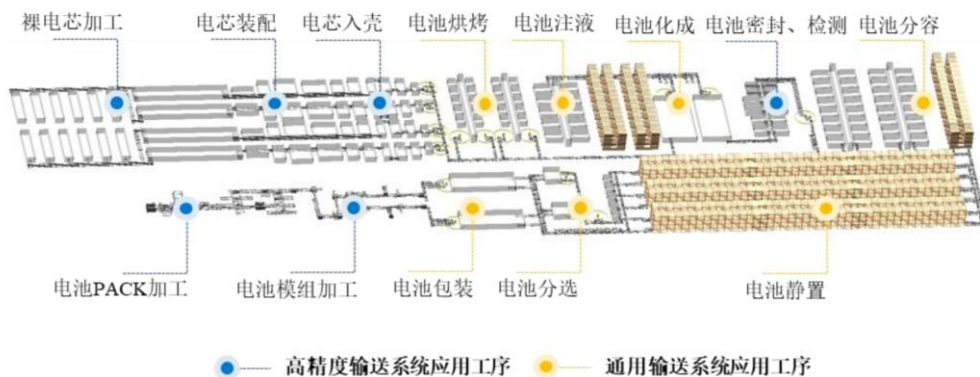 裸电芯加工
电芯装配
电芯入壳
电池烘烤
电池注液
电池化成
电池密封、检测
电池分容
电池PACK加工
电池模组加工
电池包装
电池分选
电池静置
高精度输送系统应用工序
通用输送系统应用工序